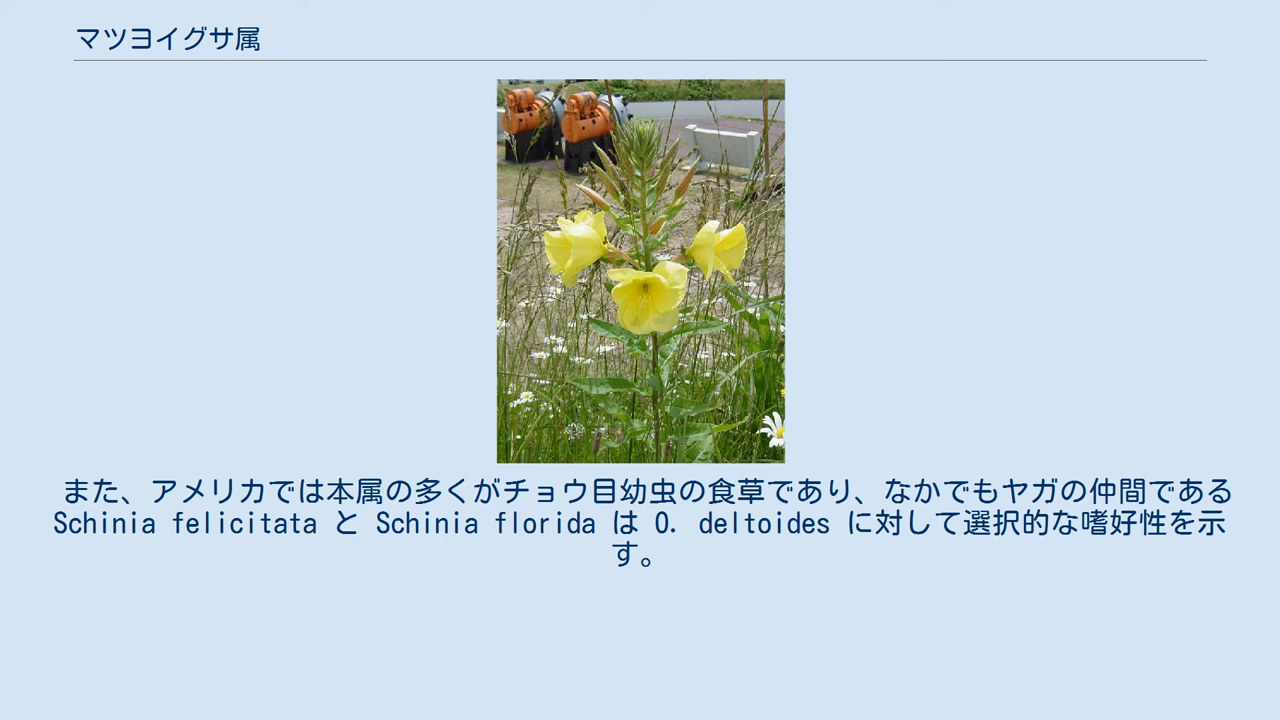 マツヨイグサ属
また、アメリカでは本属の多くがチョウ目幼虫の食草であり、なかでもヤガの仲間である
Schinia felicitata と Schinia florida は O. deltoides に対して選択的な嗜好性を示
す。